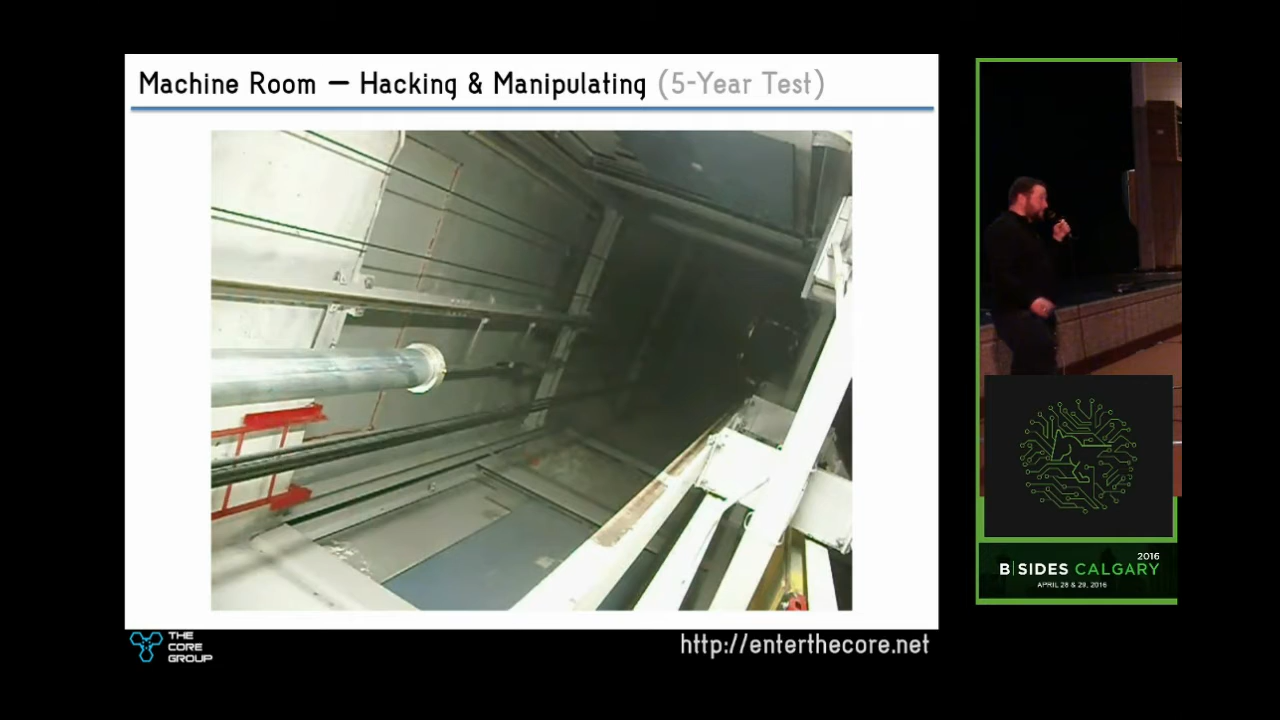 Machine Room — Hacking & Manipulating (5-Year Test)
2016
B|SIDES CALGARY
APRIL 28 & 29, 2016
THE
CORE
GROUP
http://enterthecore.net